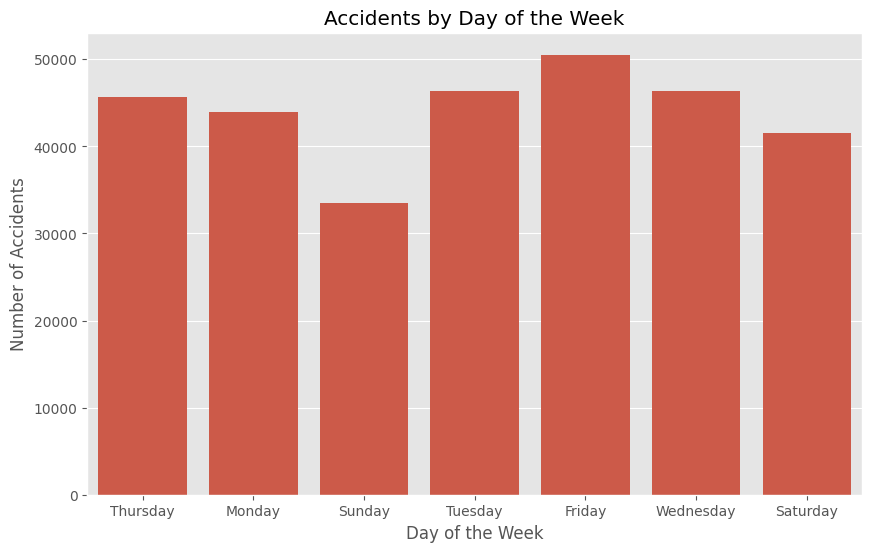 Accidents by Day of the Week
Number of Accidents
50000
40000
30000
20000
10000
0
Thursday Monday Sunday Tuesday Friday Wednesday Saturday
Day of the Week